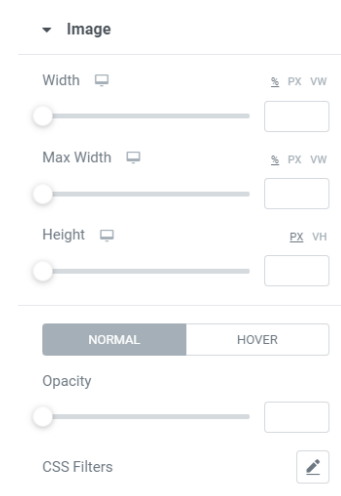 Image
Width % PX VW
Max Width % PX VW
Height PX VH
NORMAL HOVER
Opacity
CSS Filters